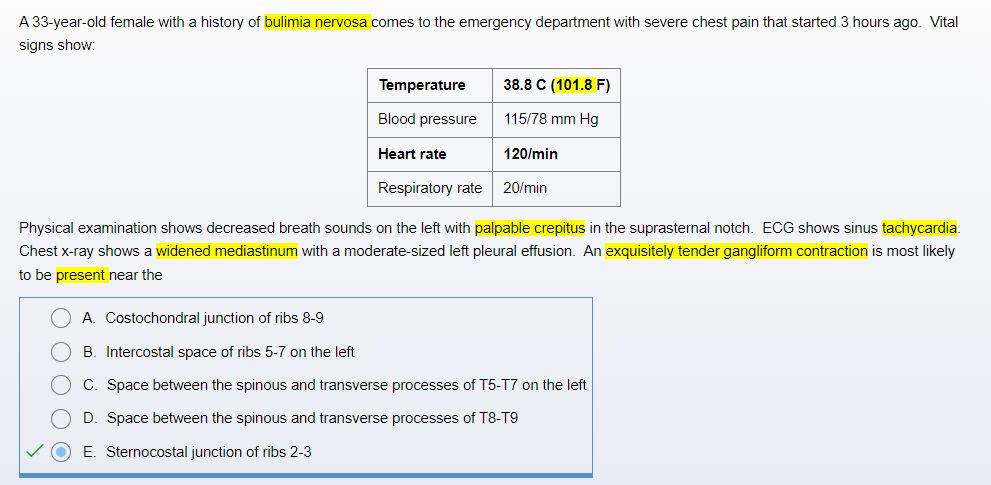 A 33-year-old female with a history of bulimia nervosa comes to the emergency department with severe chest pain that started 3 hours ago.  Vital
signs show:
Temperature 38.8 C (101.8 F)
Blood pressure 115/78 mm Hg
Heart rate 120/min
Respiratory rate 20/min
Physical examination shows decreased breath sounds on the left with palpable crepitus in the suprasternal notch.  ECG shows sinus tachycardia.
Chest x-ray shows a widened mediastinum with a moderate-sized left pleural effusion.  An exquisitely tender gangliform contraction is most likely
to be present near the
A. Costochondral junction of ribs 8-9
B. Intercostal space of ribs 5-7 on the left
C. Space between the spinous and transverse processes of T5-T7 on the left
D. Space between the spinous and transverse processes of T8-T9
E. Sternocostal junction of ribs 2-3